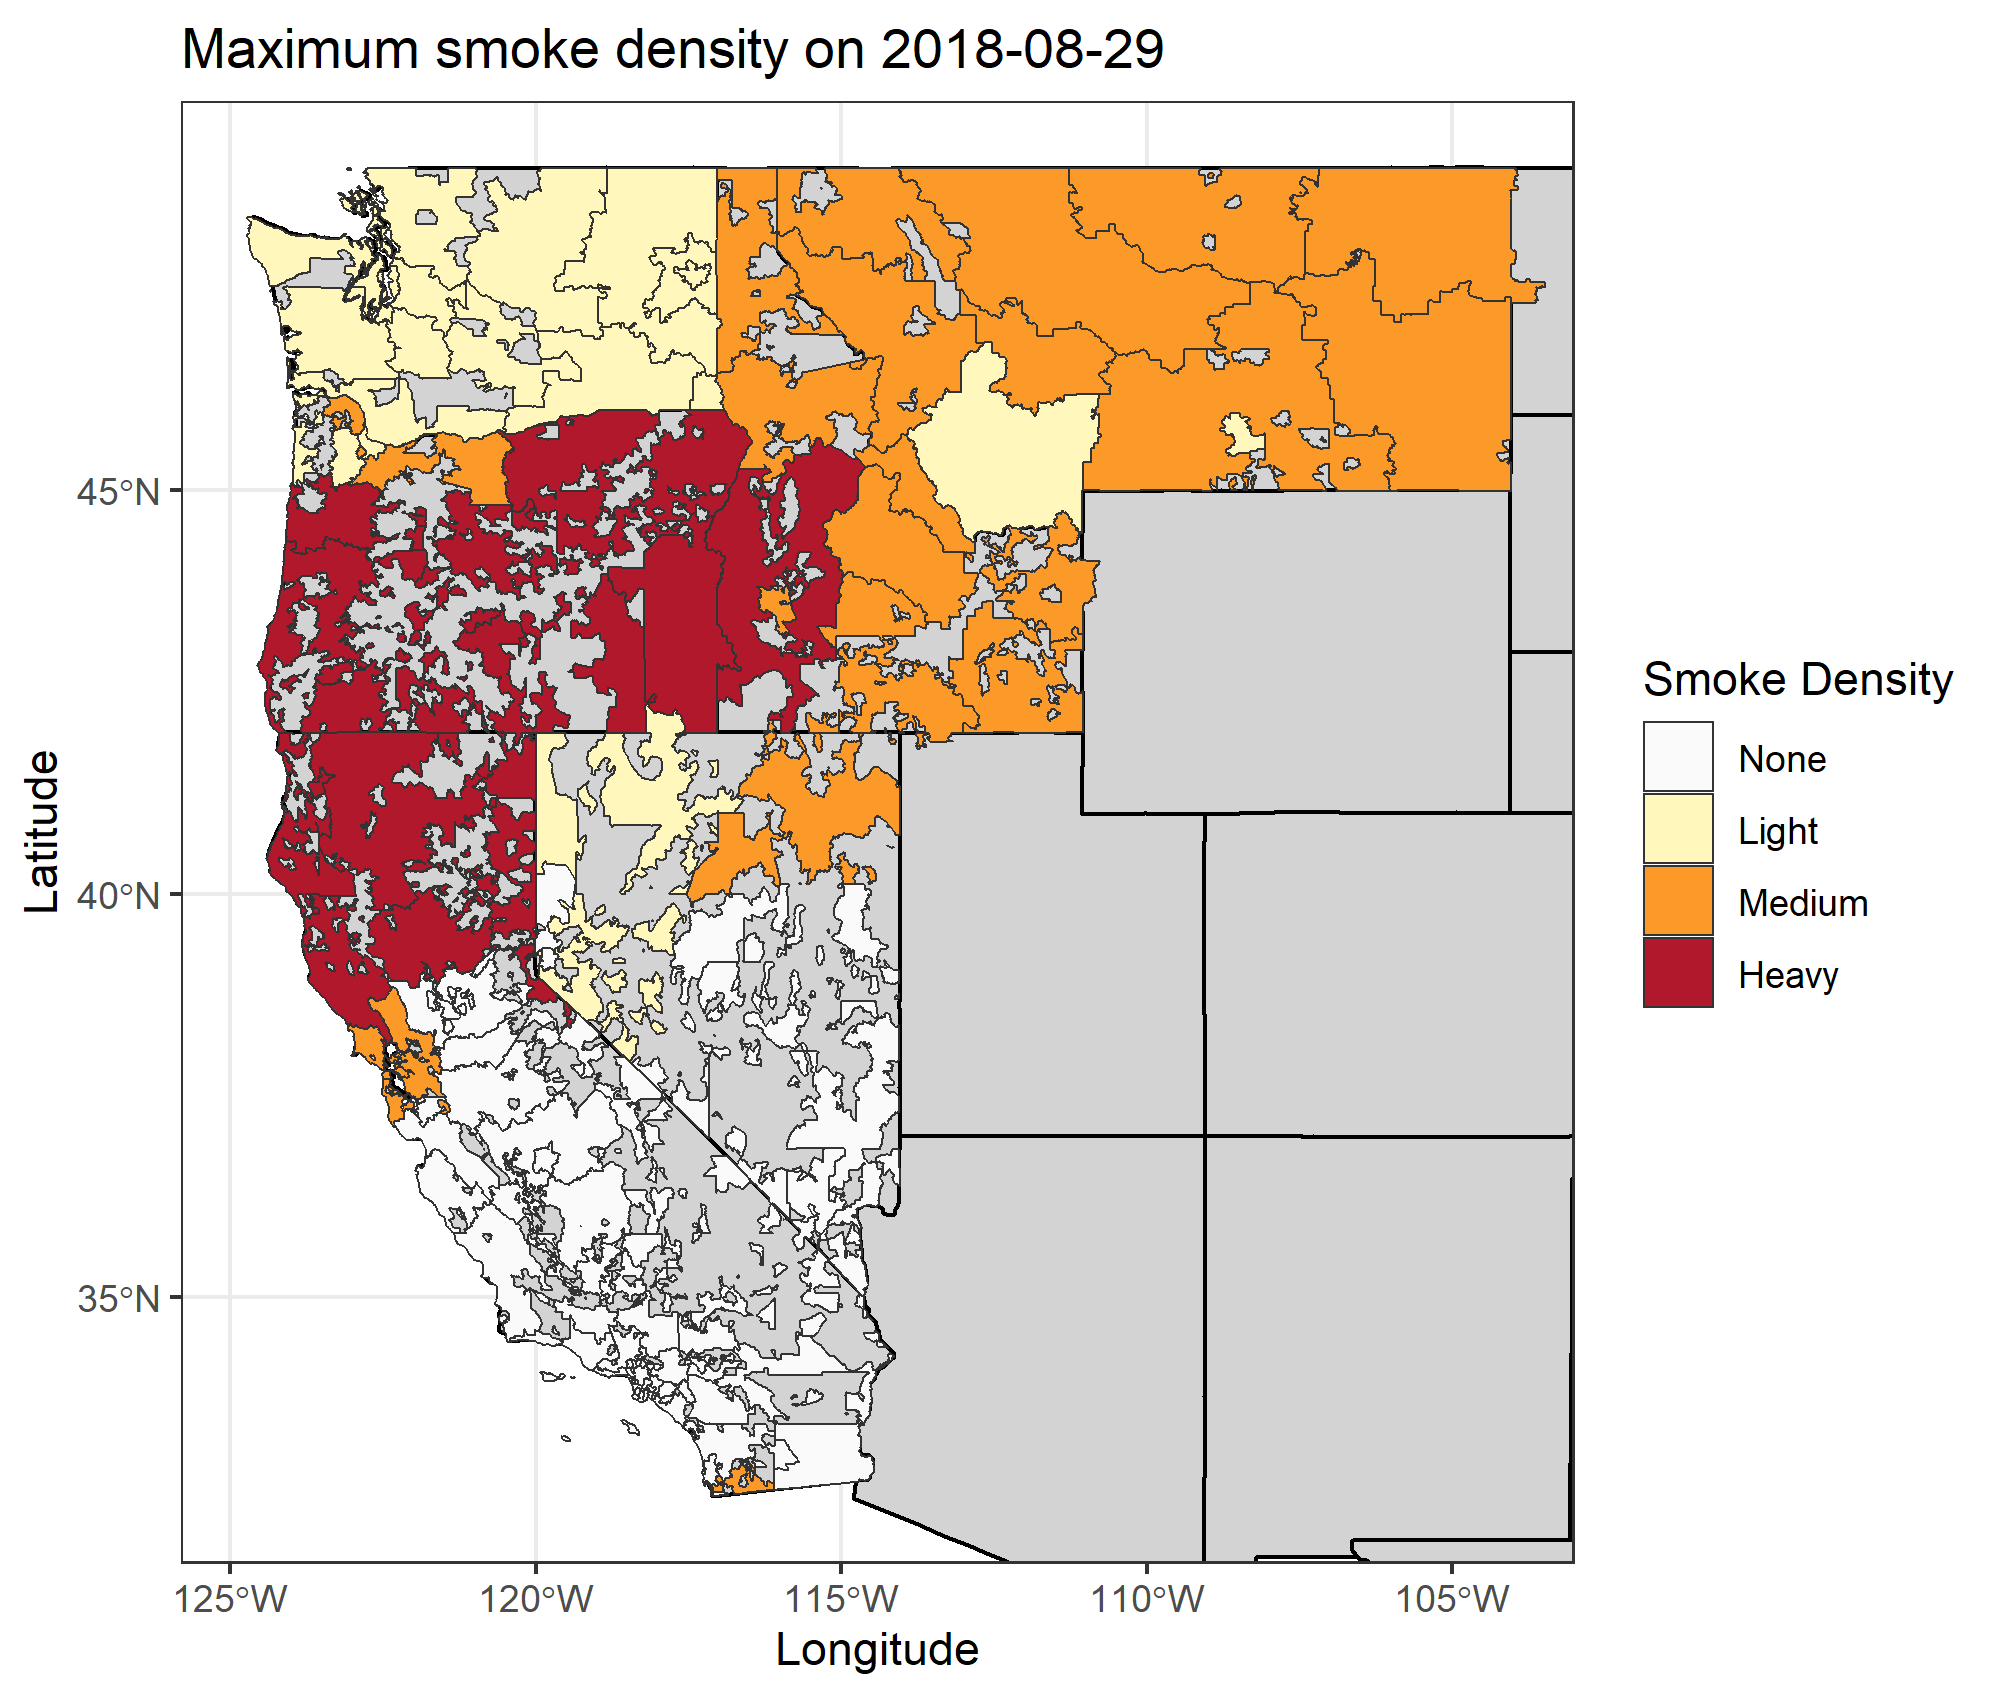 Maximum smoke density on 2018-08-29
45°N
40°N
35°N
Latitude
125°W
120°W
115°W
110°W
105°W
Longitude
Smoke Density
None
Light
Medium
Heavy